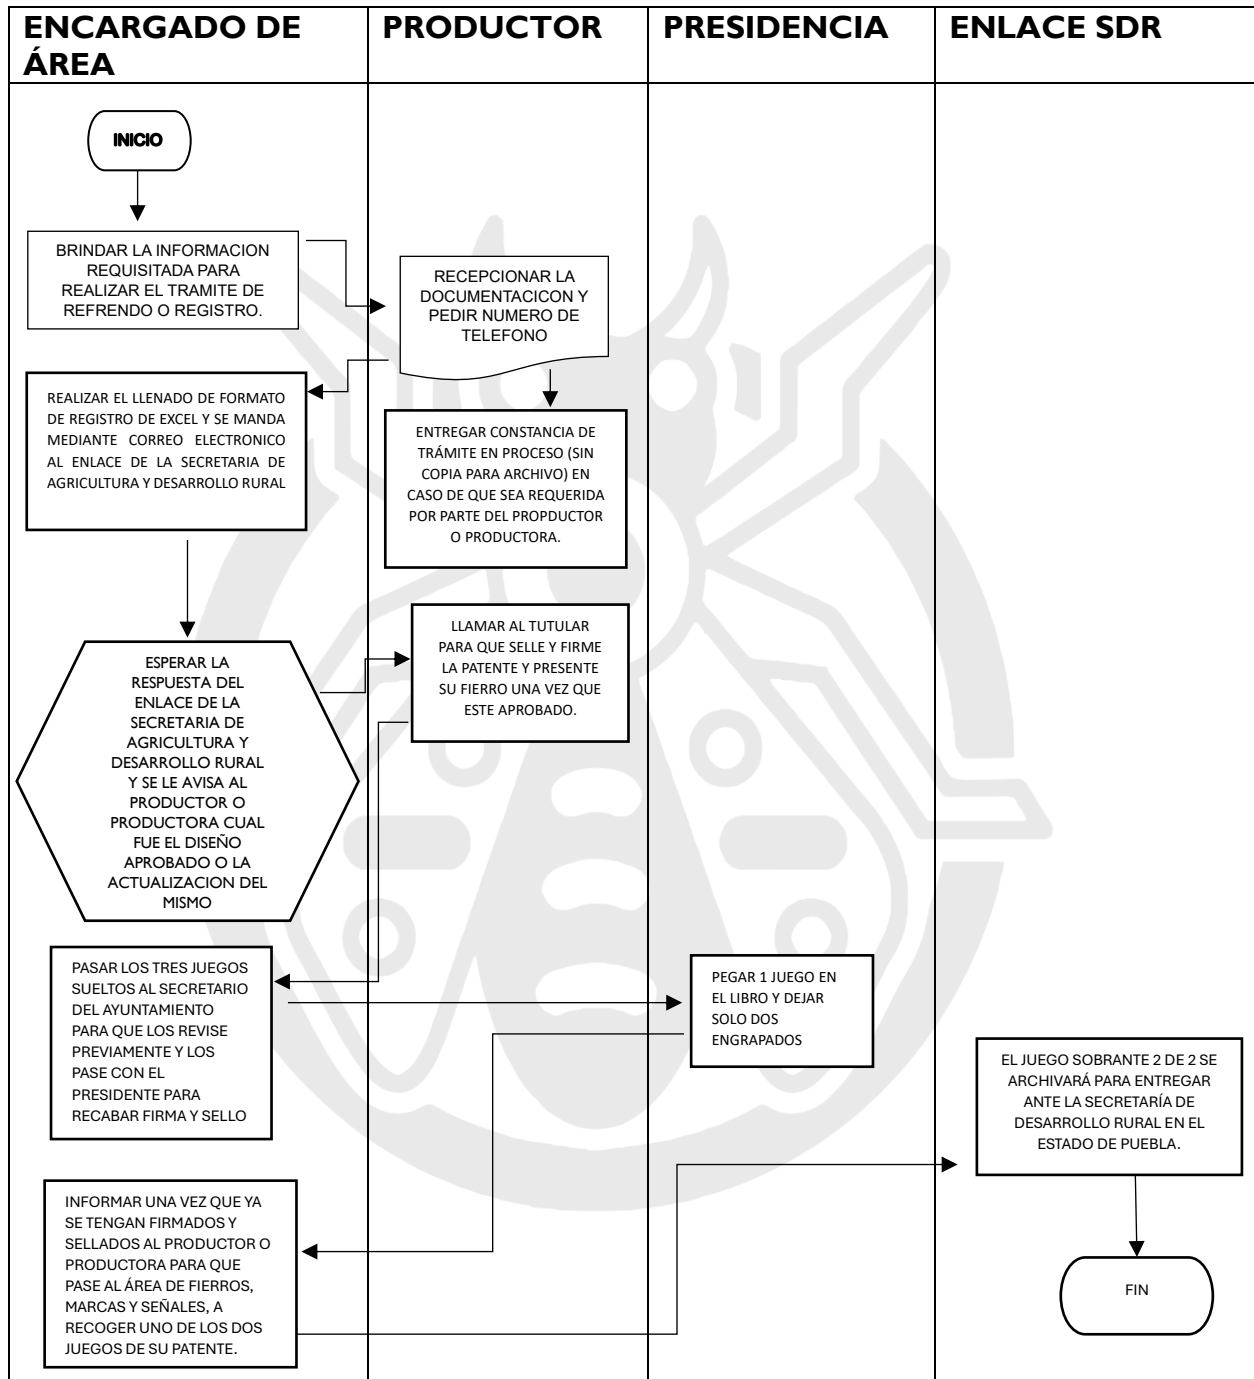 ENCARGADO DE
ÁREA
PRODUCTOR
PRESIDENCIA
ENLACE SDR
INICIO
BRINDAR LA INFORMACION
REQUISITADA PARA
REALIZAR EL TRAMITE DE
REFRENDO O REGISTRO.
RECEPCIONAR LA
DOCUMENTACICON Y
PEDIR NUMERO DE
TELEFONO
REALIZAR EL LLENADO DE FORMATO
DE REGISTRO DE EXCEL Y SE MANDA
MEDIANTE CORREO ELECTRONICO
AL ENLACE DE LA SECRETARIA DE
AGRICULTURA Y DESARROLLO RURAL
ENTREGAR CONSTANCIA DE
TRÁMITE EN PROCESO (SIN
COPIA PARA ARCHIVO) EN
CASO DE QUE SEA REQUERIDA
POR PARTE DEL PROPDUCTOR
O PRODUCTORA.
ESPERAR LA
RESPUESTA DEL
ENLACE DE LA
SECRETARIA DE
AGRICULTURA Y
DESARROLLO RURAL
Y SE LE AVISA AL
PRODUCTOR O
PRODUCTORA CUAL
FUE EL DISEÑO
APROBADO O LA
ACTUALIZACION DEL
MISMO
LLAMAR AL TUTULAR
PARA QUE SELLE Y FIRME
LA PATENTE Y PRESENTE
SU FIERRO UNA VEZ QUE
ESTE APROBADO.
PASAR LOS TRES JUEGOS
SUELTOS AL SECRETARIO
DEL AYUNTAMIENTO
PARA QUE LOS REVISE
PREVIAMENTE Y LOS
PASE CON EL
PRESIDENTE PARA
RECABAR FIRMA Y SELLO
PEGAR 1 JUEGO EN
EL LIBRO Y DEJAR
SOLO DOS
ENGRAPADOS
EL JUEGO SOBRANTE 2 DE 2 SE
ARCHIVARÁ PARA ENTREGAR
ANTE LA SECRETARÍA DE
DESARROLLO RURAL EN EL
ESTADO DE PUEBLA.
INFORMAR UNA VEZ QUE YA
SE TENGAN FIRMADOS Y
SELLADOS AL PRODUCTOR O
PRODUCTORA PARA QUE
PASE AL ÁREA DE FIERROS,
MARCAS Y SEÑALES, A
RECOGER UNO DE LOS DOS
JUEGOS DE SU PATENTE.
FIN